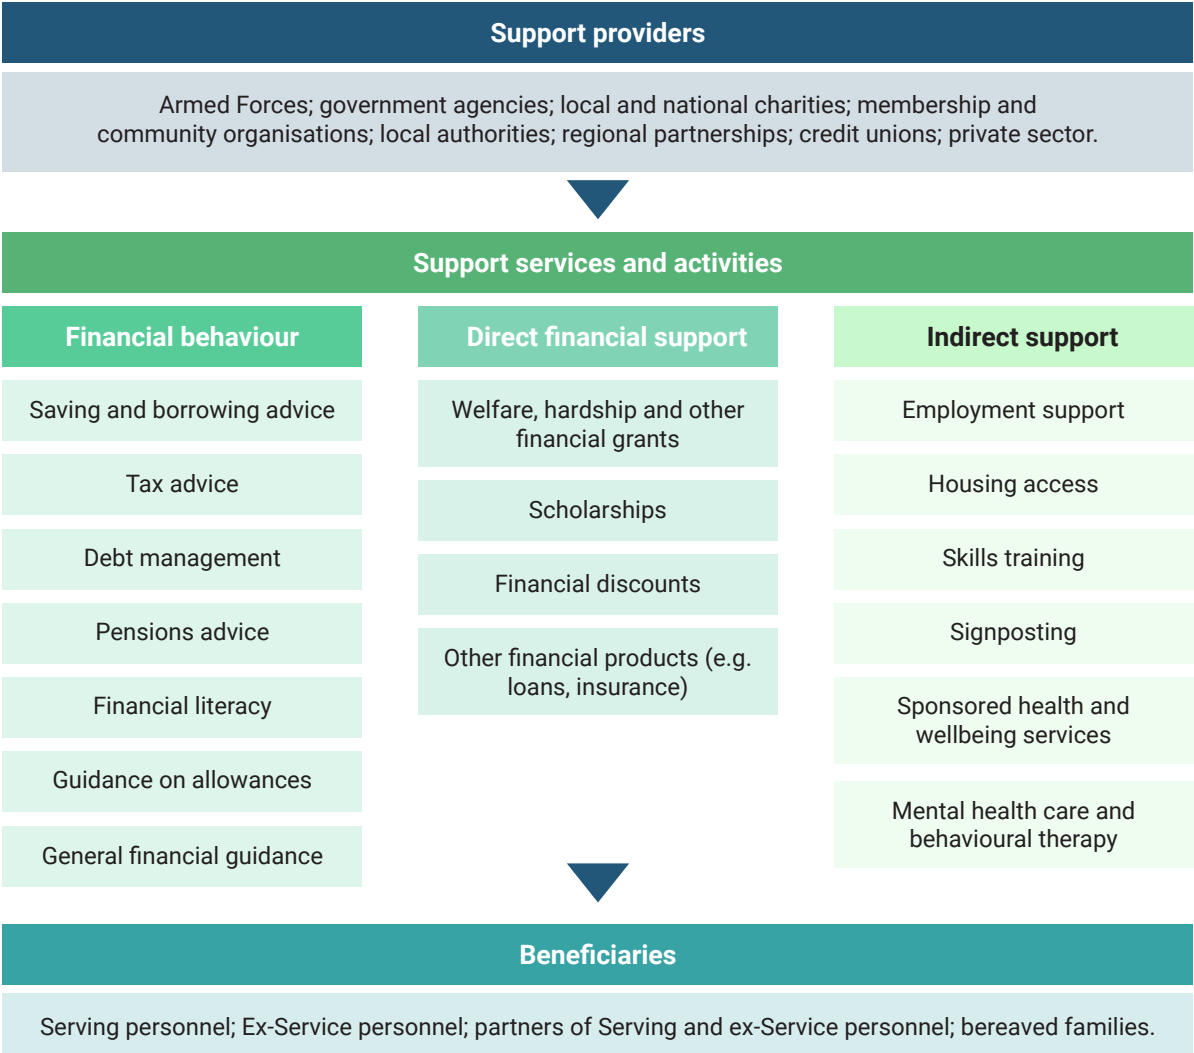 Support providers
Armed Forces; government agencies; local and national charities; membership and
community organisations; local authorities; regional partnerships; credit unions; private sector.
Support services and activities
Financial behaviour
Saving and borrowing advice
Tax advice
Debt management
Pensions advice
Financial literacy
Guidance on allowances
General financial guidance
Direct financial support
Welfare, hardship and other
financial grants
Scholarships
Financial discounts
Other financial products (e.g.
loans, insurance)
Indirect support
Employment support
Housing access
Skills training
Signposting
Sponsored health and
wellbeing services
Mental health care and
behavioural therapy
Beneficiaries
Serving personnel; Ex-Service personnel; partners of Serving and ex-Service personnel; bereaved families.